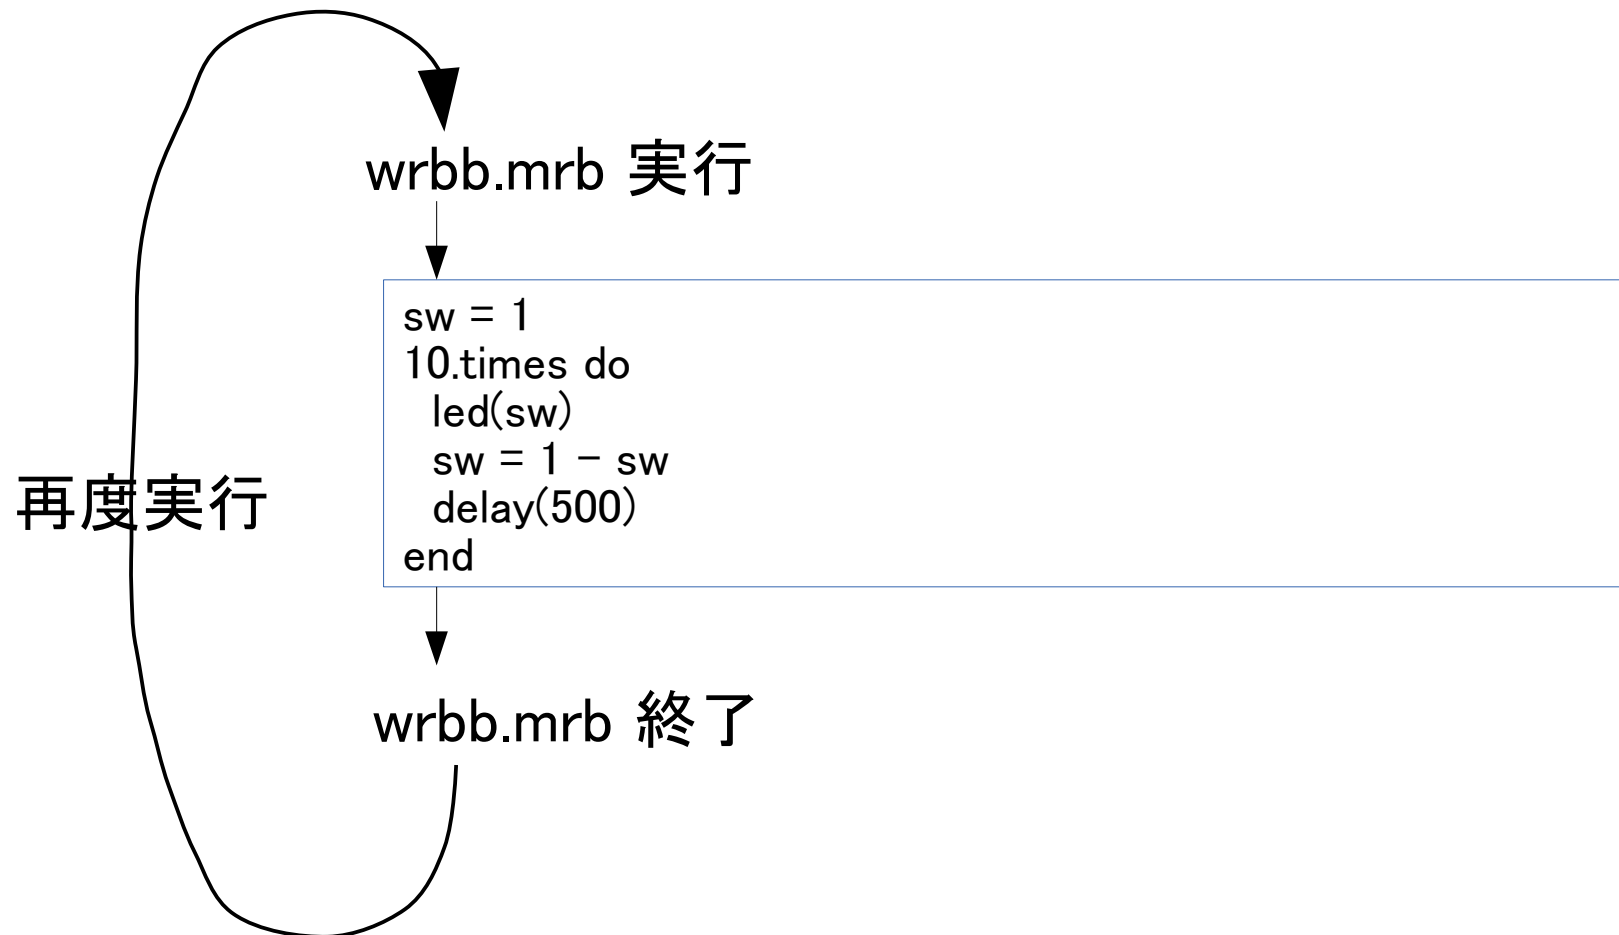 wrbb.mrb 実行
sw = 1
10.times do
led(sw)
sw = 1 - sw
delay(500)
end
再度実行
wrbb.mrb 終了